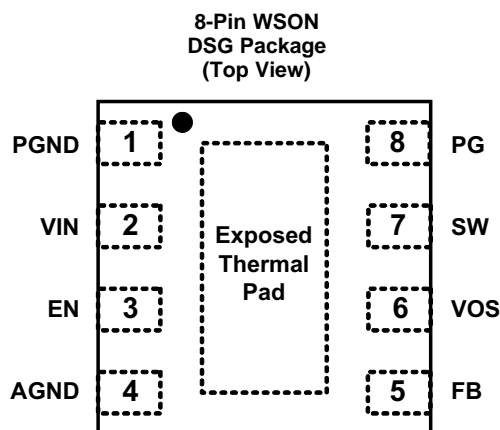 8-Pin WSON
DSG Package
(Top View)
PGND 1 8 PG
VIN 2 7 SW
Exposed
Thermal
Pad
EN 3 6 VOS
AGND 4 5 FB